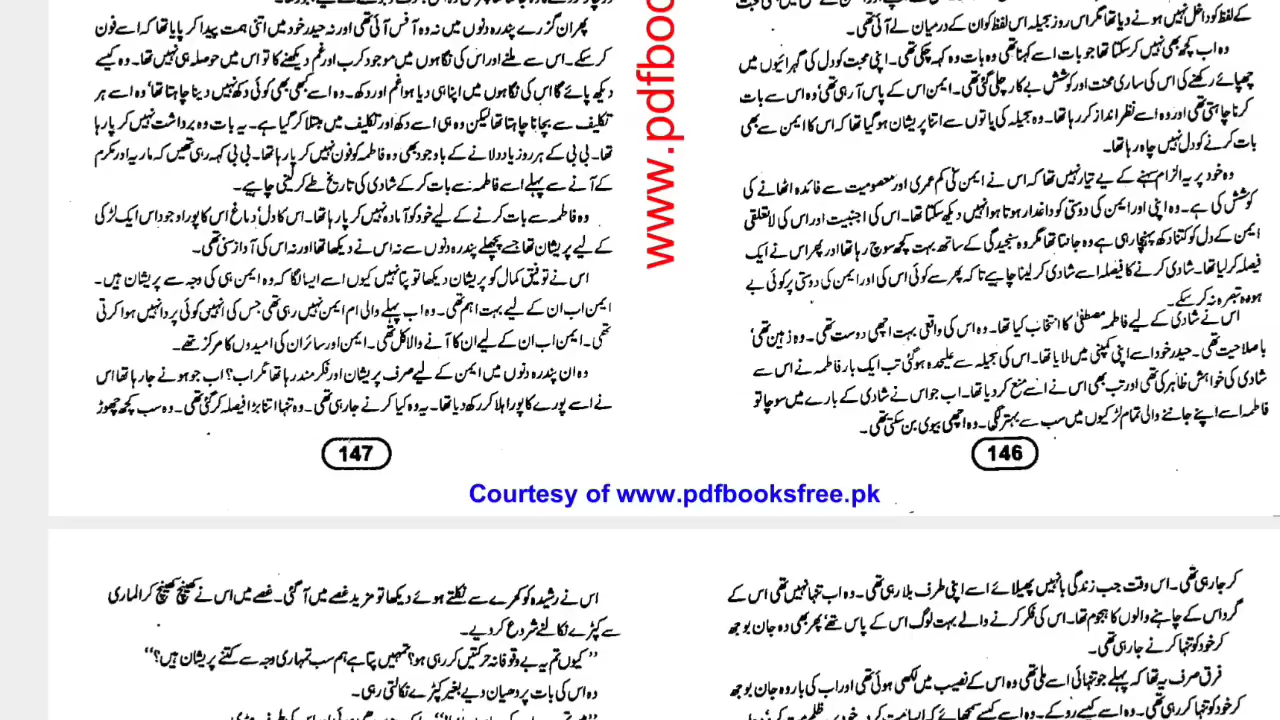 کے لفظ کو داخل نہیں ہونے دیا تھا مگر اس روز بجیلہ اس لفظ کو ان کے درمیان لے آئی تھی۔
وہ اب کچھ بھی نہیں کر سکتا تھا جو بات اسے کہنا تھی وہ بات وہ کہہ چکی تھی۔ اپنی محبت کو دل کی گہرائیوں میں
چھپائے رکھنے کی اس کی ساری محنت اور کوشش بے کار چلی گئی تھی۔ ایمن اس کے پاس آ رہی تھی' وہ اس سے بات
کرنا چاہتی تھی اور وہ اسے نظر انداز کر رہا تھا۔ وہ بجیلہ کی باتوں سے اتنا پریشان ہو گیا تھا کہ اس کا ایمن سے بھی
بات کرنے کو دل نہیں چاہ رہا تھا۔
وہ خود پر یہ الزام سہنے کے لیے تیار نہیں تھا کہ اس نے ایمن کی کم عمری اور معصومیت سے فائدہ اٹھانے کی
کوشش کی ہے۔ وہ اپنی اور ایمن کی دوستی کو داغدار ہوتا ہوا نہیں دیکھ سکتا تھا۔ اس کی اجنبیت اور اس کی لاتعلقی
ایمن کے دل کو کتنا دکھ پہنچا رہی ہے وہ جانتا تھا مگر وہ سنجیدگی کے ساتھ بہت کچھ سوچ رہا تھا اور پھر اس نے ایک
فیصلہ کر لیا تھا۔ شادی کرنے کا فیصلہ اسے شادی کر لینا چاہیے تاکہ پھر سے کوئی اس کی اور ایمن کی دوستی پر کوئی بے
ہودہ تبصرہ نہ کر سکے۔
اس نے شادی کے لیے فاطمہ مصطفیٰ کا انتخاب کیا تھا۔ وہ اس کی واقعی بہت اچھی دوست تھی۔ وہ ذہین تھی'
باصلاحیت تھی۔ حیدر خود اسے اپنی کمپنی میں لایا تھا۔ اس کی بجیلہ سے علیحدہ ہو گئی تب ایک بار فاطمہ نے اس سے
شادی کی خواہش ظاہر کی تھی اور تب بھی اس نے اسے منع کر دیا تھا۔ اب جو اس نے شادی کے بارے میں سوچا تو
فاطمہ اسے اپنے جاننے والی تمام لڑکیوں میں سب سے بہتر لگی۔ وہ اچھی بیوی بن سکتی تھی۔
146
پھر ان گزرے پندرہ دنوں میں نہ وہ آفس آئی تھی اور نہ حیدر خود میں اتنی ہمت پیدا کر پایا تھا کہ اسے فون
کر سکے۔ اس سے ملنے اور اس کی نگاہوں میں موجود کرب اور غم دیکھنے کا تو اس میں حوصلہ ہی نہیں تھا۔ وہ کیسے
دیکھ پائے گا اس کی نگاہوں میں اپنا ہی دیا ہوا غم اور دکھ۔ وہ اسے کبھی بھی کوئی دکھ نہیں دینا چاہتا تھا' وہ اسے ہر
تکلیف سے بچانا چاہتا تھا لیکن وہ ہی اسے دکھ اور تکلیف میں مبتلا کر گیا ہے۔ یہ بات وہ برداشت نہیں کر پا رہا
تھا۔ بی بی کے ہر روز یاد دلانے کے باوجود بھی وہ فاطمہ کو فون نہیں کر پا رہا تھا۔ بی بی کہہ رہی تھیں کہ ماریہ اور مکرم
کے آنے سے پہلے اسے فاطمہ سے بات کر کے شادی کی تاریخ طے کر لینی چاہیے۔
وہ فاطمہ سے بات کرنے کے لیے خود کو آمادہ نہیں کر پا رہا تھا۔ اس کا دل' دماغ اس کا پورا وجود اس ایک لڑکی
کے لیے پریشان تھا جسے پچھلے پندرہ دنوں سے نہ اس نے دیکھا تھا اور نہ اس کی آواز سنی تھی۔
اس نے توفیق کمال کو پریشان دیکھا تو پتا نہیں کیوں اسے ایسا لگا کہ وہ ایمن ہی کی وجہ سے پریشان ہیں۔
ایمن اب ان کے لیے بہت اہم تھی۔ وہ اب پہلے والی ام ایمن نہیں رہی تھی جس کی انہیں کوئی پروا نہیں ہوا کرتی
تھی۔ ایمن اب ان کے لیے ان کا آنے والا کل تھی۔ ایمن اور سائران کی امیدوں کا مرکز تھے۔
وہ ان پندرہ دنوں میں ایمن کے لیے صرف پریشان اور فکر مند رہا تھا مگر اب؟ اب جو ہونے جا رہا تھا اس
نے اسے پورے کا پورا ہلا کر رکھ دیا تھا۔ یہ وہ کیا کرنے جا رہی تھی۔ وہ تنہا اتنا بڑا فیصلہ کر گئی تھی۔ وہ سب کچھ چھوڑ
147
www.pdfboo
Courtesy of www.pdfbooksfree.pk
کر جا رہی تھی۔ اس وقت جب زندگی بانہیں پھیلائے اسے اپنی طرف بلا رہی تھی۔ وہ اب تنہا نہیں تھی اس کے
گرد اس کے چاہنے والوں کا ہجوم تھا۔ اس کی فکر کرنے والے بہت لوگ اس کے پاس تھے' پھر بھی وہ جان بوجھ
کر خود کو تنہا کرنے جا رہی تھی۔
فرق صرف یہ تھا کہ پہلے جو تنہائی اسے ملی تھی وہ اس کے نصیب میں لکھی ہوئی تھی اور اب کی بار وہ جان بوجھ
کر خود کو تنہا کر رہی تھی۔ وہ اسے کیسے روکے۔ وہ اسے کیسے سمجھائے کہ ایسا مت کرو۔
اس نے رشیدہ کو کمرے سے نکلتے ہوئے دیکھا تو مزید غصے میں آ گئی۔ غصے میں اس نے کھینچ کھینچ کر الماری
سے کپڑے نکالنے شروع کر دیے۔
"کیوں تم یہ بے وقوفانہ حرکتیں کر رہی ہو؟ تمہیں پتا ہے ہم سب تمہاری وجہ سے کتنے پریشان ہیں؟"
وہ اس کی بات پر دھیان دیے بغیر کپڑے نکالتی رہی۔